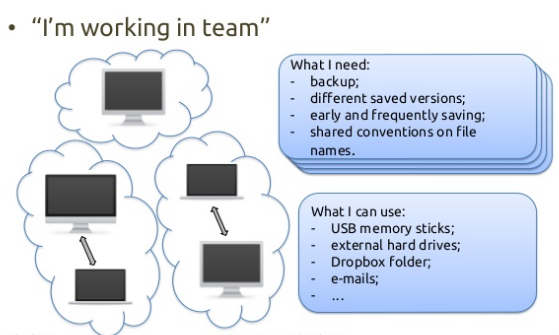 • “I’m working in team”
What I need:
- backup;
- different saved versions;
- early and frequently saving;
- shared conventions on file
names.
What I can use:
- USB memory sticks;
- external hard drives;
- Dropbox folder;
- e-mails;
- ...